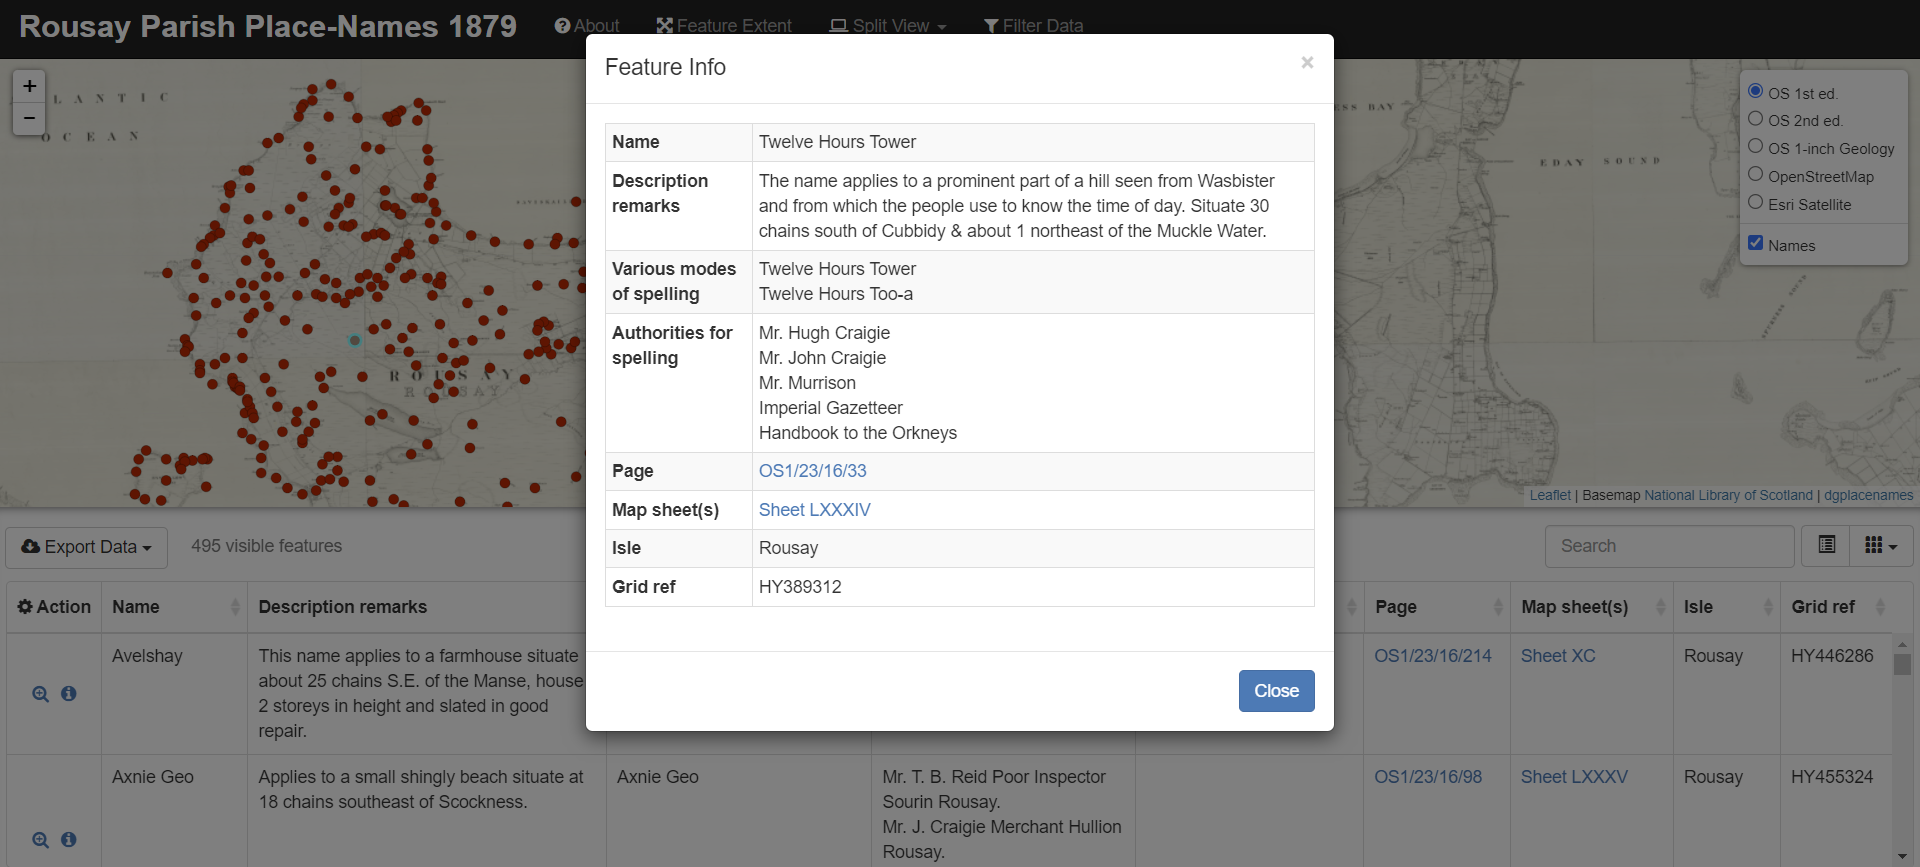 Rousay Parish Place-Names 1879
About
Feature Extent
Split View
Filter Data
Feature Info
×
Name
Twelve Hours Tower
Description remarks
The name applies to a prominent part of a hill seen from Wasbister
and from which the people use to know the time of day. Situate 30
chains south of Cubbidy & about 1 northeast of the Muckle Water.
Various modes of spelling
Twelve Hours Tower
Twelve Hours Too-a
Authorities for spelling
Mr. Hugh Craigie
Mr. John Craigie
Mr. Murrison
Imperial Gazetteer
Handbook to the Orkneys
Page
OS1/23/16/33
Map sheet(s)
Sheet LXXXIV
Isle
Rousay
Grid ref
HY389312
Close
+
−
LANTIC
OCEAN
ROUSAY
ROUSAY
ESS BAY
EDAY SOUND
OS 1st ed.
OS 2nd ed.
OS 1-inch Geology
OpenStreetMap
Esri Satellite
Names
Leaflet | Basemap National Library of Scotland | dgplacenames
Export Data
495 visible features
Search
Action
Name
Description remarks
Page
Map sheet(s)
Isle
Grid ref
Avelshay
This name applies to a farmhouse situate
about 25 chains S.E. of the Manse, house
2 storeys in height and slated in good
repair.
OS1/23/16/214
Sheet XC
Rousay
HY446286
Axnie Geo
Applies to a small shingly beach situate at
18 chains southeast of Scockness.
Axnie Geo
Mr. T. B. Reid Poor Inspector
Sourin Rousay.
Mr. J. Craigie Merchant Hullion
Rousay.
OS1/23/16/98
Sheet LXXXV
Rousay
HY455324